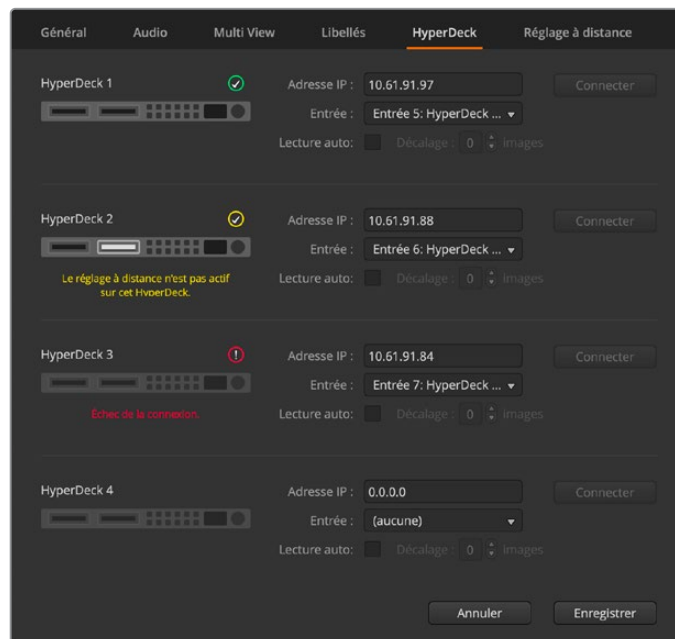 Général Audio Multi View Libellés HyperDeck Réglage à distance
HyperDeck 1 Adresse IP : 10.61.91.97 Connecter
Entrée : Entrée 5: HyperDeck ...
Lecture auto: Décalage : 0 images
HyperDeck 2 Adresse IP : 10.61.91.88 Connecter
Entrée : Entrée 6: HyperDeck ...
Le réglage à distance n'est pas actif
sur cet HyperDeck.
Lecture auto: Décalage : 0 images
HyperDeck 3 Adresse IP : 10.61.91.84 Connecter
Entrée : Entrée 7: HyperDeck ...
Échec de la connexion. Lecture auto: Décalage : 0 images
HyperDeck 4 Adresse IP : 0.0.0.0 Connecter
Entrée : (aucune)
Lecture auto: Décalage : 0 images
Annuler Enregistrer